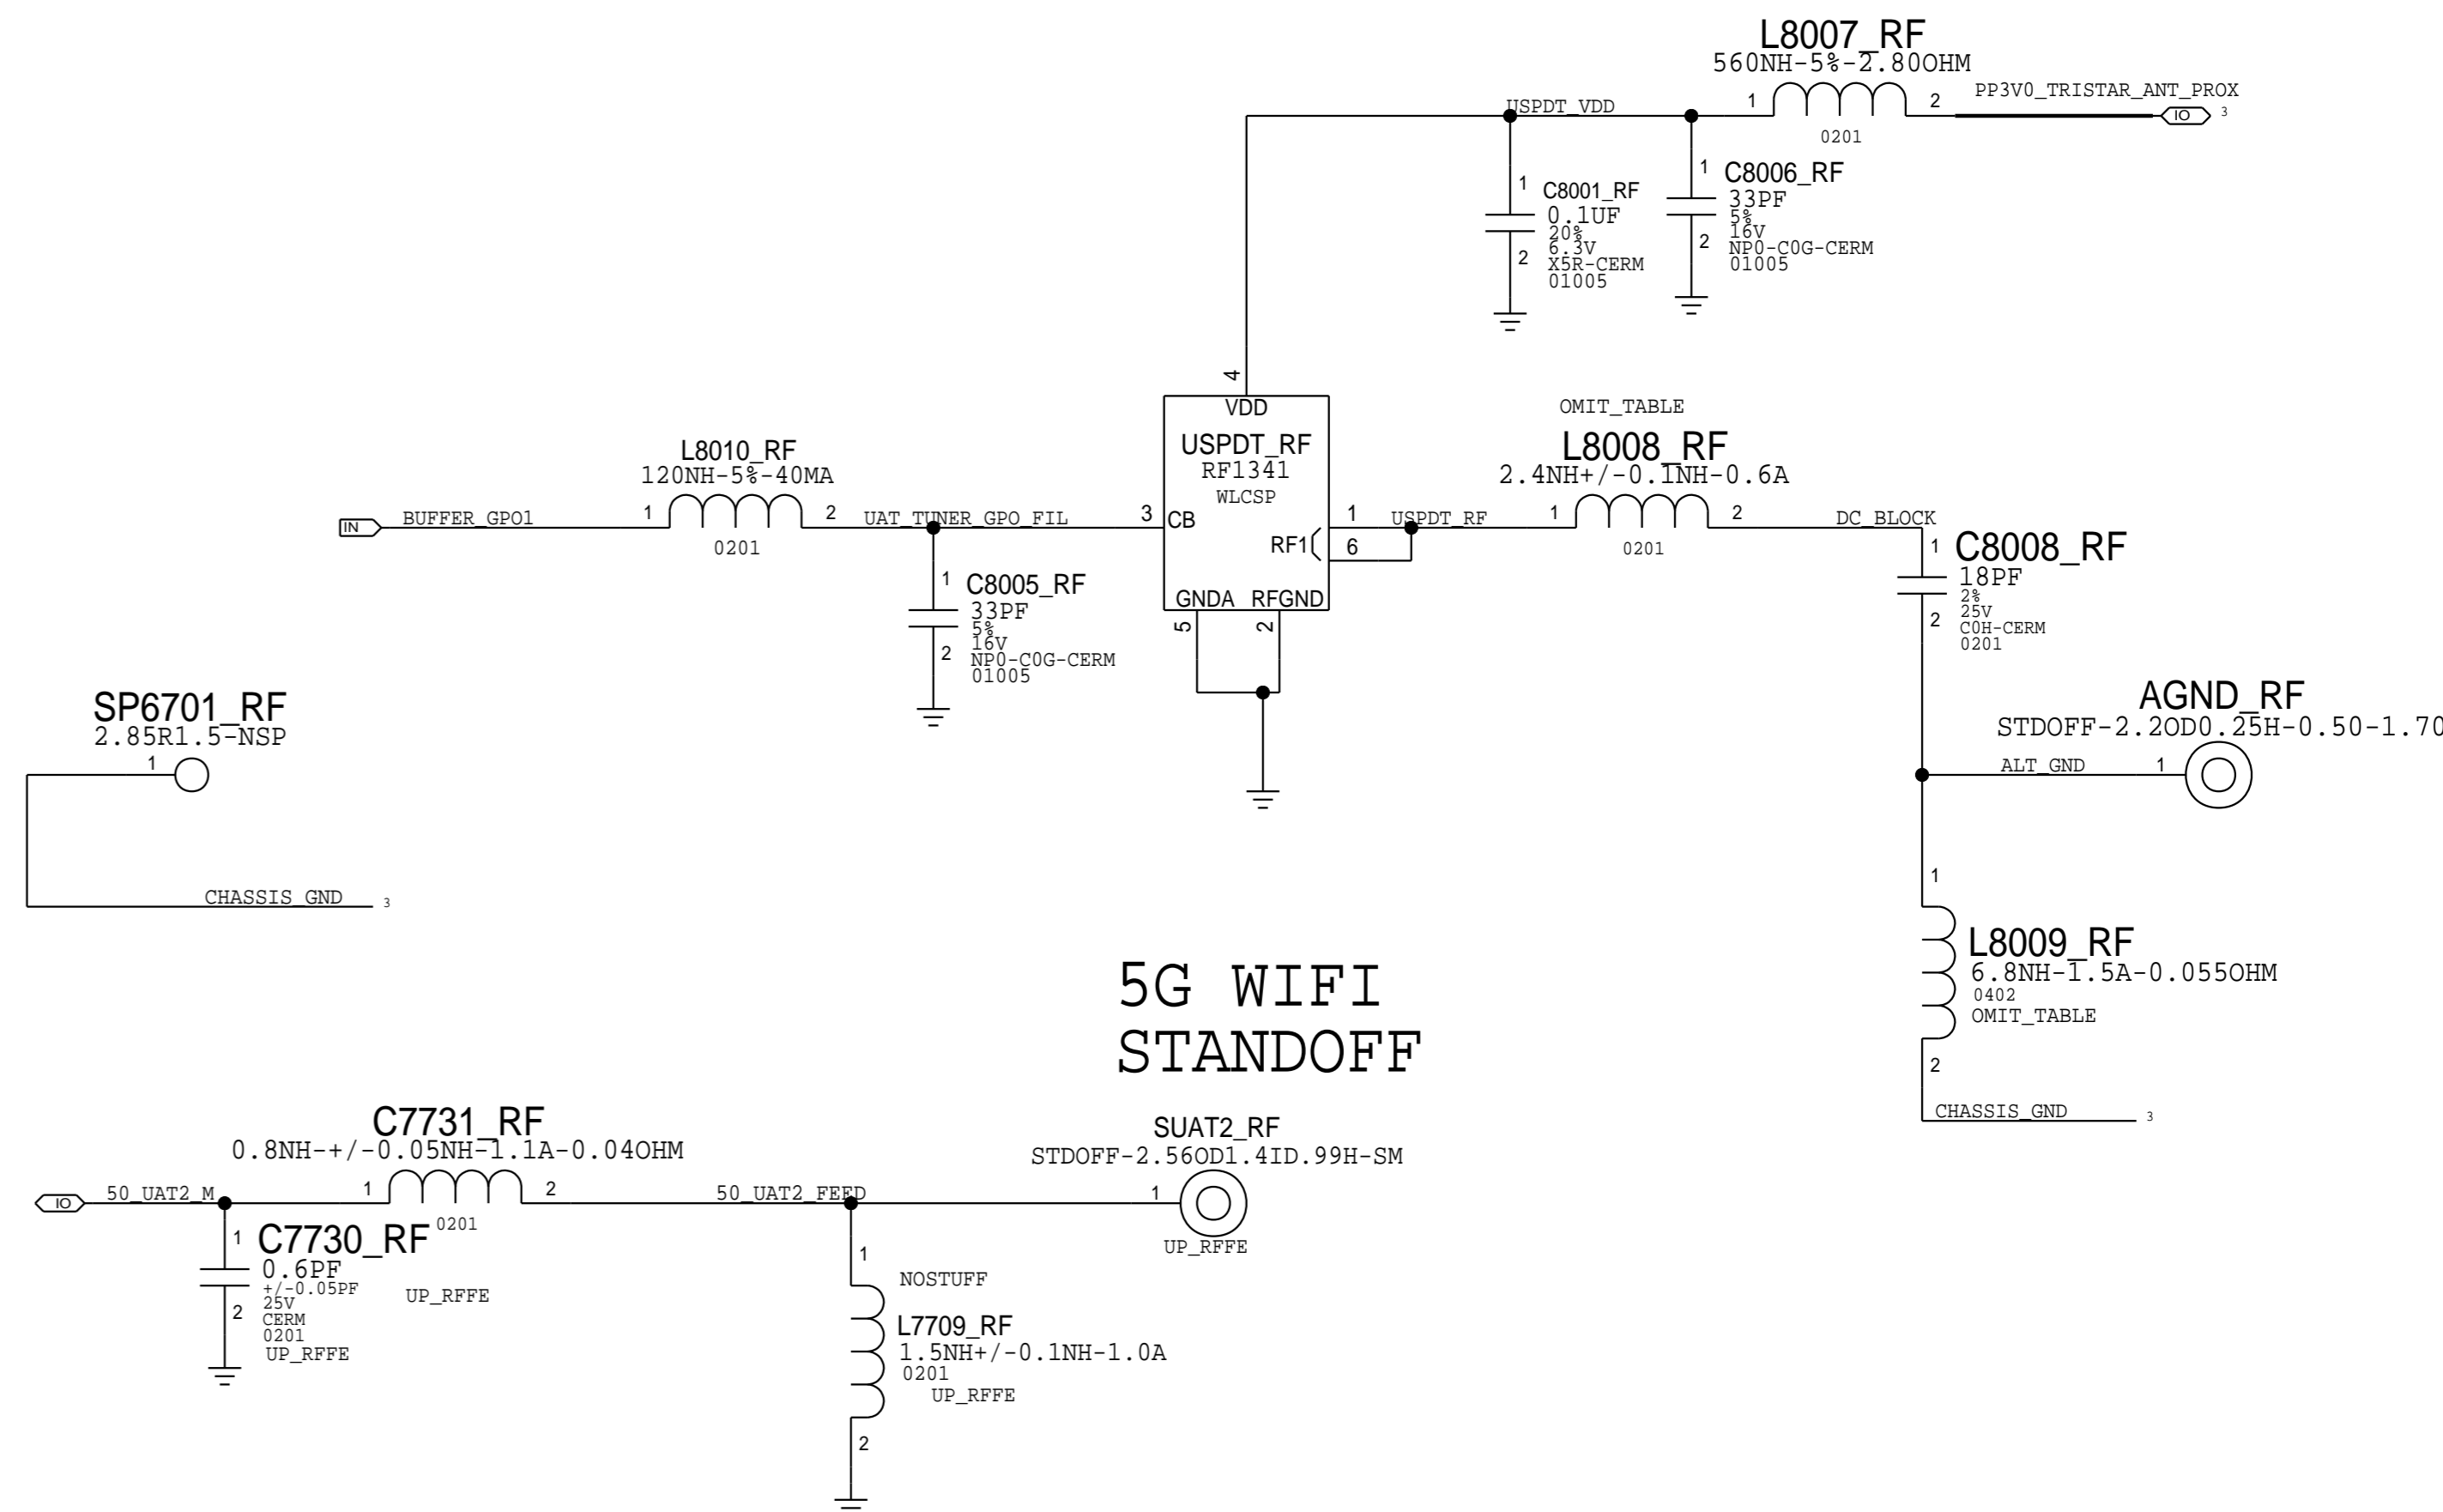 L8007_RF
560NH-5%-2.80OHM
PP3V0_TRISTAR_ANT_PROX
USPDT_VDD
1
2
IO
3
0201
1
C8001_RF
0.1UF
20%
6.3V
2
X5R-CERM
01005
1
C8006_RF
33PF
5%
16V
2
NP0-C0G-CERM
01005
4
VDD
USPDT_RF
RF1341
WLCSP
3
CB
1
RF1
6
GNDA
RFGND
5
2
L8010_RF
120NH-5%-40MA
IN
BUFFER_GPO1
1
2
UAT_TUNER_GPO_FIL
0201
1
C8005_RF
33PF
5%
16V
2
NP0-C0G-CERM
01005
OMIT_TABLE
L8008_RF
2.4NH+/-0.1NH-0.6A
USPDT_RF
1
2
DC_BLOCK
0201
1
C8008_RF
18PF
2%
25V
2
C0H-CERM
0201
SP6701_RF
2.85R1.5-NSP
1
CHASSIS_GND
3
AGND_RF
STDOFF-2.2OD0.25H-0.50-1.70
ALT_GND
1
1
L8009_RF
6.8NH-1.5A-0.055OHM
0402
OMIT_TABLE
2
CHASSIS_GND
3
5G WIFI
STANDOFF
C7731_RF
0.8NH-+/-0.05NH-1.1A-0.04OHM
IO
50_UAT2_M
1
2
50_UAT2_FEED
0201
UP_RFFE
1
C7730_RF
0.6PF
+/-0.05PF
25V
2
CERM
0201
UP_RFFE
SUAT2_RF
STDOFF-2.56OD1.4ID.99H-SM
1
UP_RFFE
1
NOSTUFF
L7709_RF
1.5NH+/-0.1NH-1.0A
0201
UP_RFFE
2